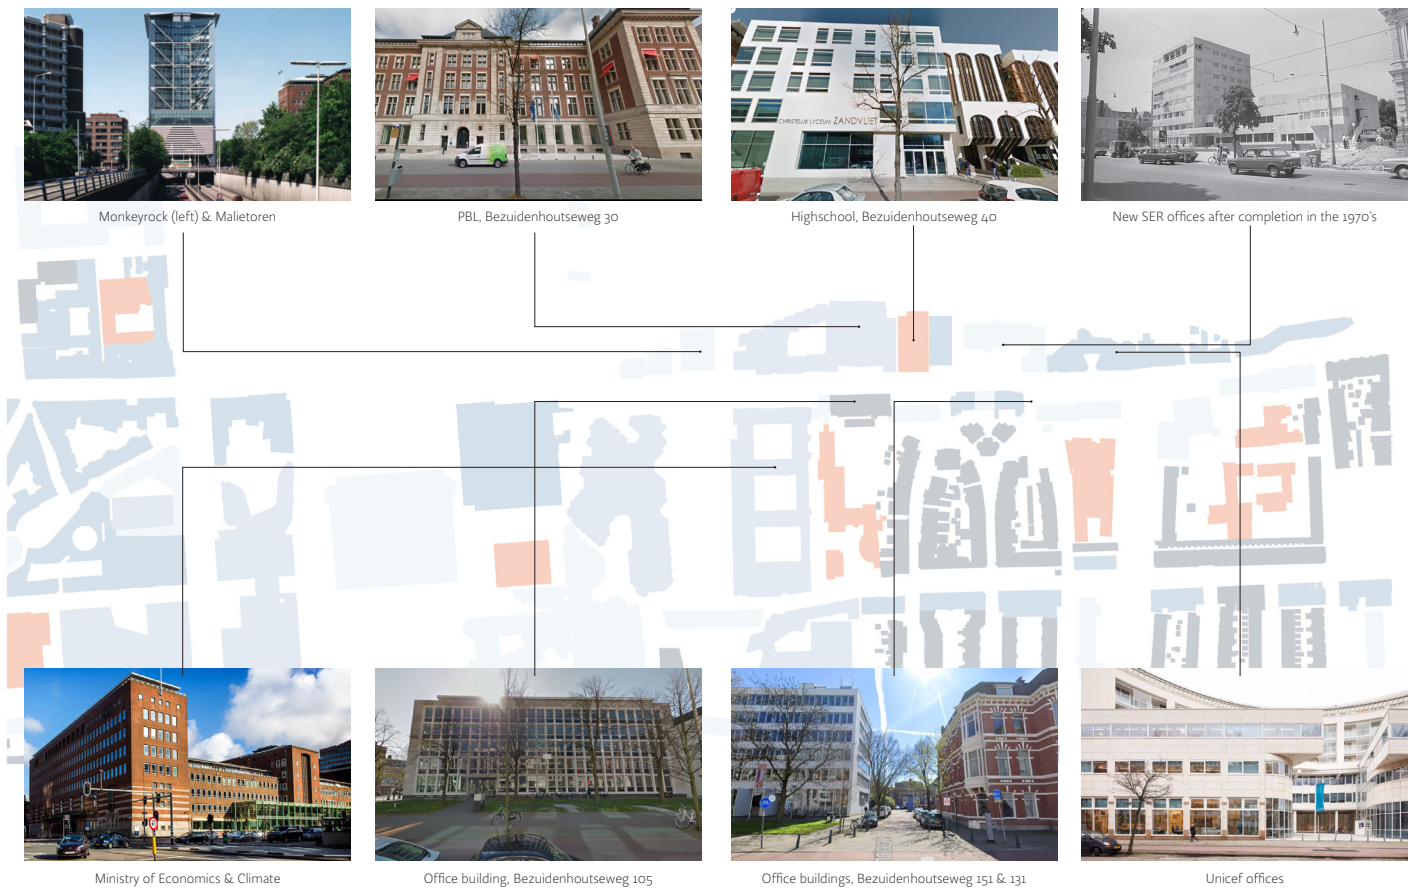 CHRISTELIJK LYCEUM ZANDVLIET
Monkeyrock (left) & Malietoren
PBL, Bezuidenhoutseweg 30
Highschool, Bezuidenhoutseweg 40
New SER offices after completion in the 1970's
Ministry of Economics & Climate
Office building, Bezuidenhoutseweg 105
Office buildings, Bezuidenhoutseweg 151 & 131
Unicef offices